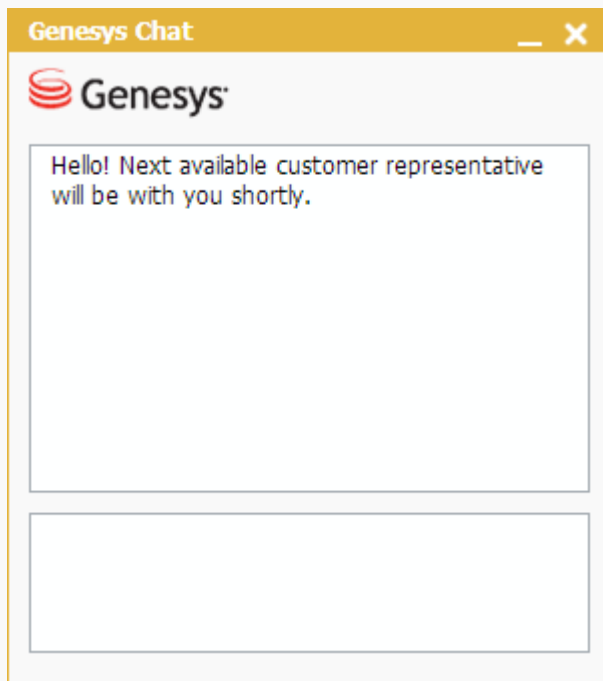 Genesys Chat
Genesys
Hello! Next available customer representative
will be with you shortly.